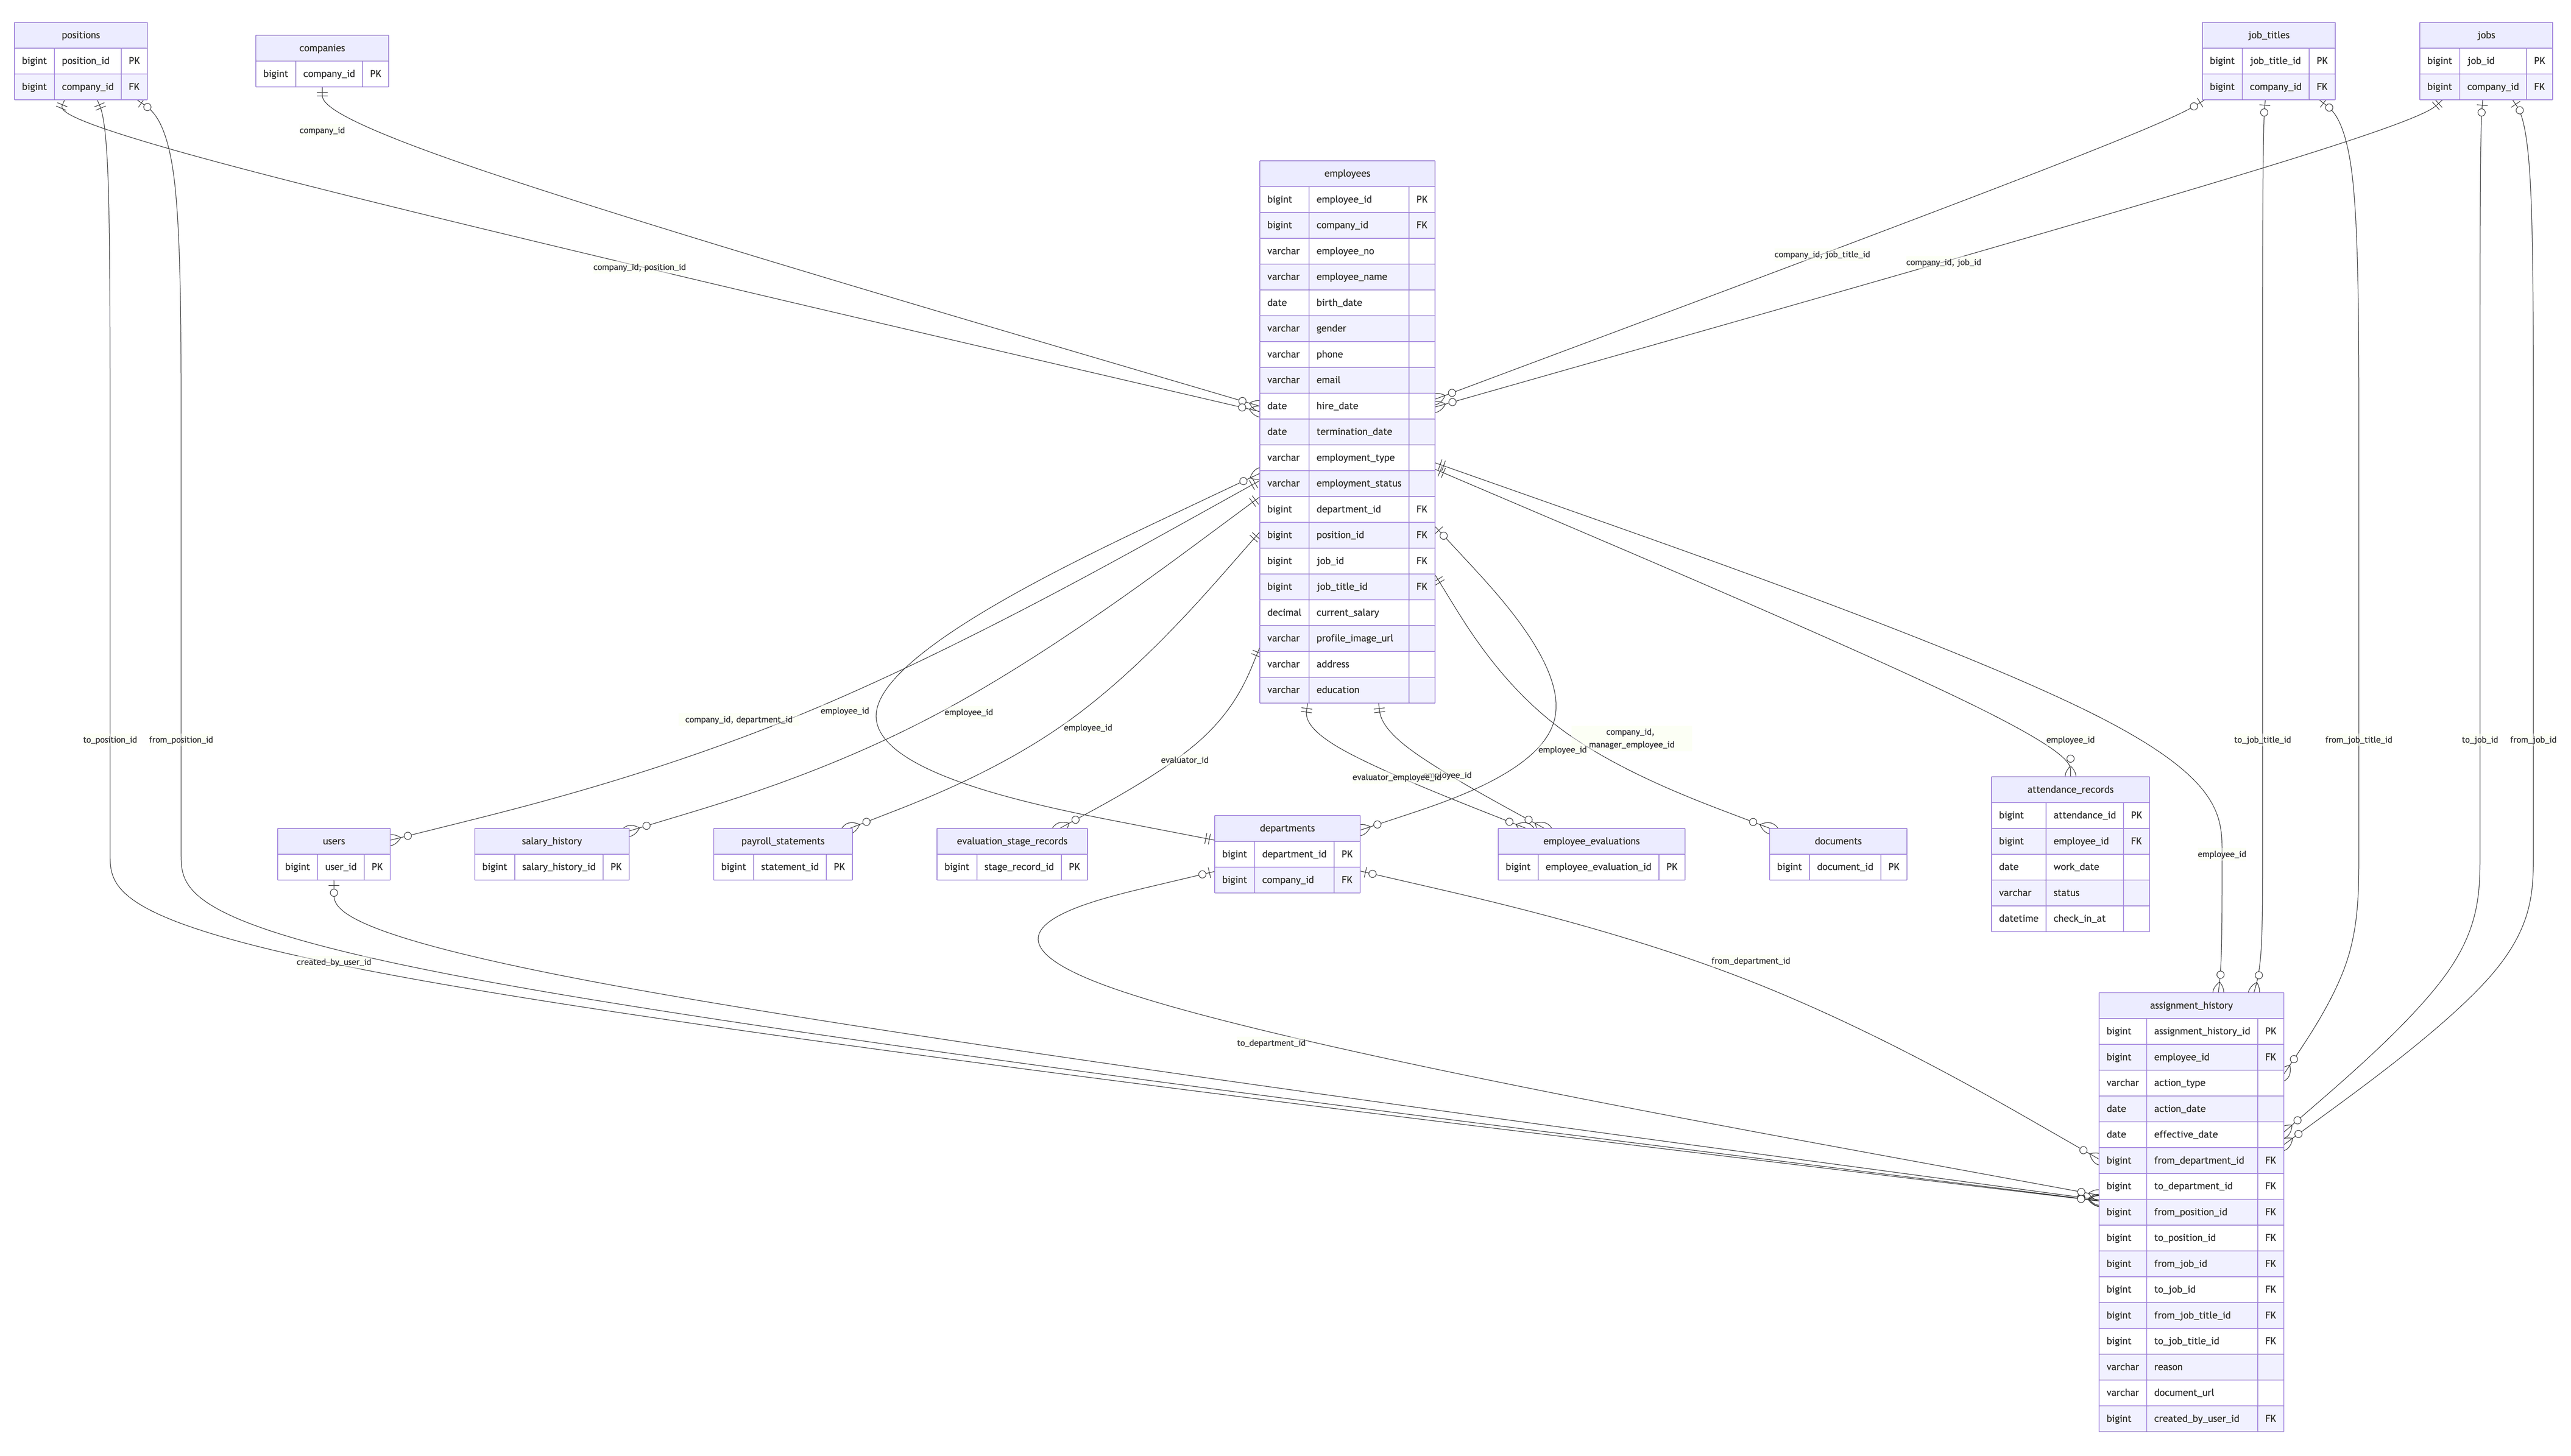 positions
bigint position_id PK
bigint company_id FK
companies
bigint company_id PK
job_titles
bigint job_title_id PK
bigint company_id FK
jobs
bigint job_id PK
bigint company_id FK
company_id
company_id, position_id
company_id, job_title_id
company_id, job_id
employees
bigint employee_id PK
bigint company_id FK
varchar employee_no
varchar employee_name
date birth_date
varchar gender
varchar phone
varchar email
date hire_date
date termination_date
varchar employment_type
varchar employment_status
bigint department_id FK
bigint position_id FK
bigint job_id FK
bigint job_title_id FK
decimal current_salary
varchar profile_image_url
varchar address
varchar education
to_position_id
from_position_id
company_id, department_id
employee_id
employee_id
employee_id
evaluator_id
evaluator_employee_id
employee_id
employee_id
company_id,
manager_employee_id
employee_id
to_job_title_id
from_job_title_id
to_job_id
from_job_id
employee_id
users
bigint user_id PK
salary_history
bigint salary_history_id PK
payroll_statements
bigint statement_id PK
evaluation_stage_records
bigint stage_record_id PK
departments
bigint department_id PK
bigint company_id FK
employee_evaluations
bigint employee_evaluation_id PK
documents
bigint document_id PK
attendance_records
bigint attendance_id PK
bigint employee_id FK
date work_date
varchar status
datetime check_in_at
created_by_user_id
from_department_id
to_department_id
assignment_history
bigint assignment_history_id PK
bigint employee_id FK
varchar action_type
date action_date
date effective_date
bigint from_department_id FK
bigint to_department_id FK
bigint from_position_id FK
bigint to_position_id FK
bigint from_job_id FK
bigint to_job_id FK
bigint from_job_title_id FK
bigint to_job_title_id FK
varchar reason
varchar document_url
bigint created_by_user_id FK